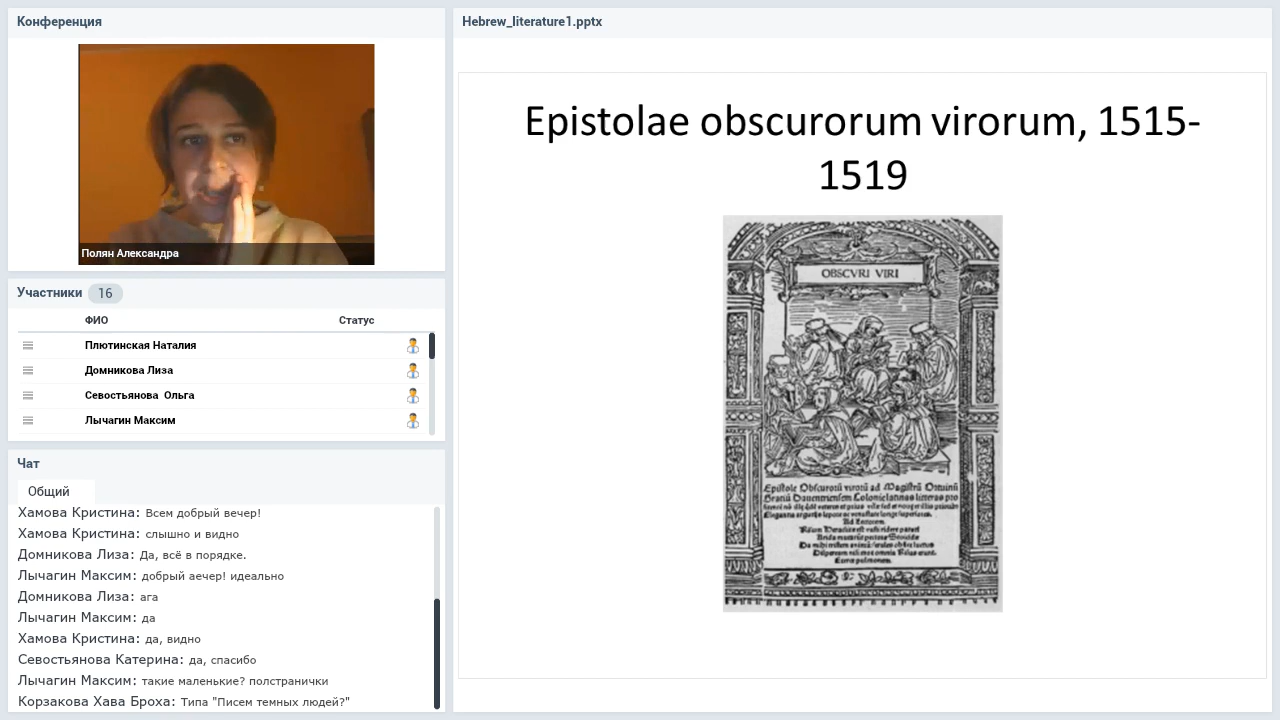 Конференция
Полян Александра
Участники 16
ФИО Статус
Плютинская Наталия
Домникова Лиза
Севостьянова Ольга
Лычагин Максим
Чат
Общий
Хамова Кристина: Всем добрый вечер!
Хамова Кристина: слышно и видно
Домникова Лиза: Да, всё в порядке.
Лычагин Максим: добрый аечер! идеально
Домникова Лиза: ага
Лычагин Максим: да
Хамова Кристина: да, видно
Севостьянова Катерина: да, спасибо
Лычагин Максим: такие маленькие? полстранички
Корзакова Хава Броха: Типа "Писем темных людей?"
Hebrew_literature1.pptx
Epistolae obscurorum virorum, 1515-
1519
OBSCVRI VIRI